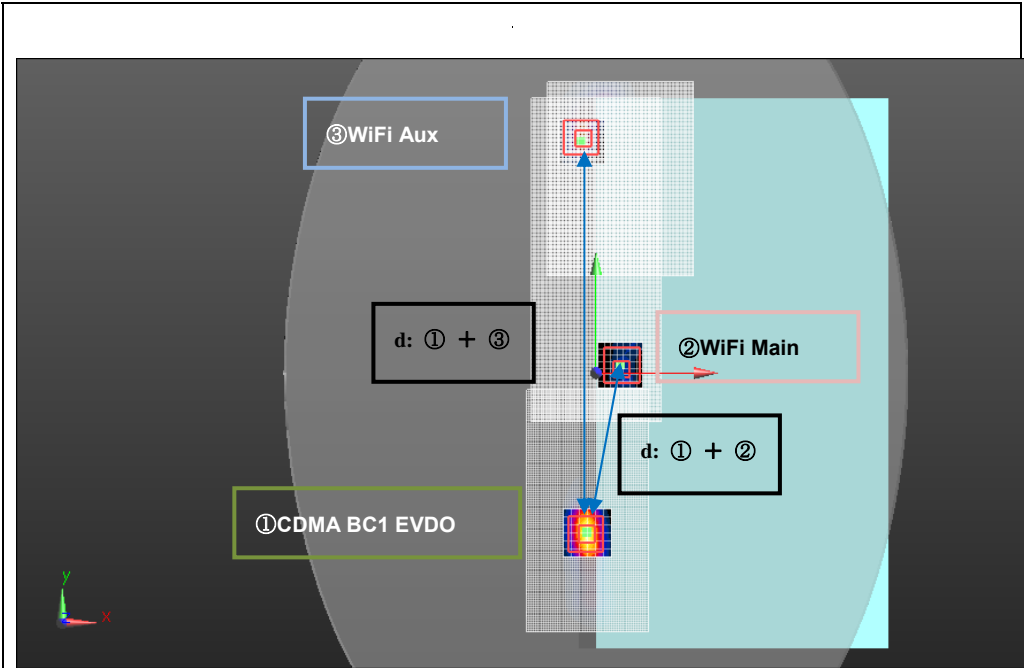 ③WiFi Aux
d: ① + ③
②WiFi Main
d: ① + ②
①CDMA BC1 EVDO
y
x